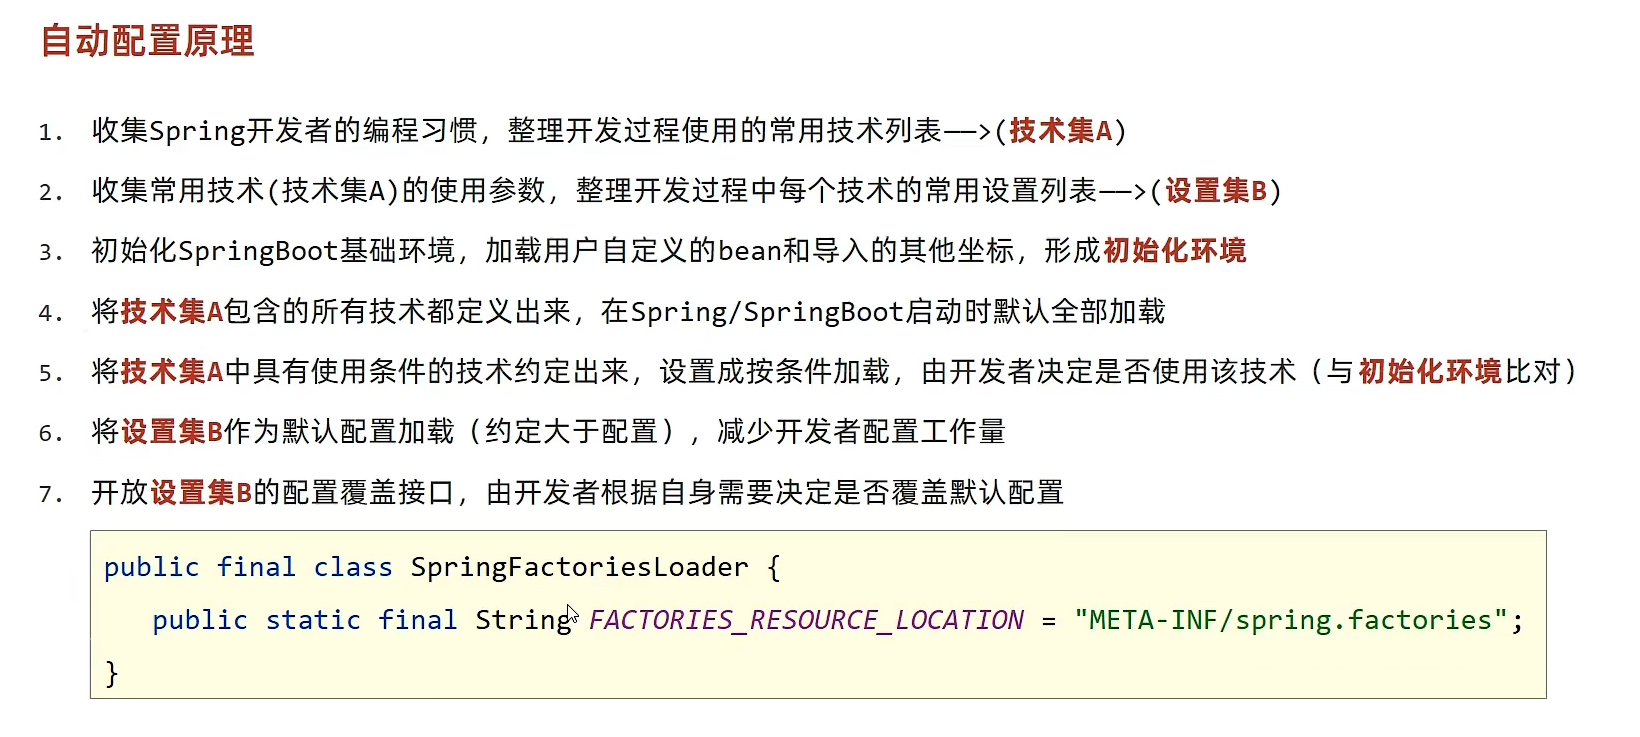 自动配置原理
1. 收集Spring开发者的编程习惯，整理开发过程使用的常用技术列表——>(技术集A)
2. 收集常用技术(技术集A)的使用参数，整理开发过程中每个技术的常用设置列表——>(设置集B)
3. 初始化SpringBoot基础环境，加载用户自定义的bean和导入的其他坐标，形成初始化环境
4. 将技术集A包含的所有技术都定义出来，在Spring/SpringBoot启动时默认全部加载
5. 将技术集A中具有使用条件的技术约定出来，设置成按条件加载，由开发者决定是否使用该技术（与初始化环境比对）
6. 将设置集B作为默认配置加载（约定大于配置），减少开发者配置工作量
7. 开放设置集B的配置覆盖接口，由开发者根据自身需要决定是否覆盖默认配置
public final class SpringFactoriesLoader {
public static final String FACTORIES_RESOURCE_LOCATION = "META-INF/spring.factories";
}